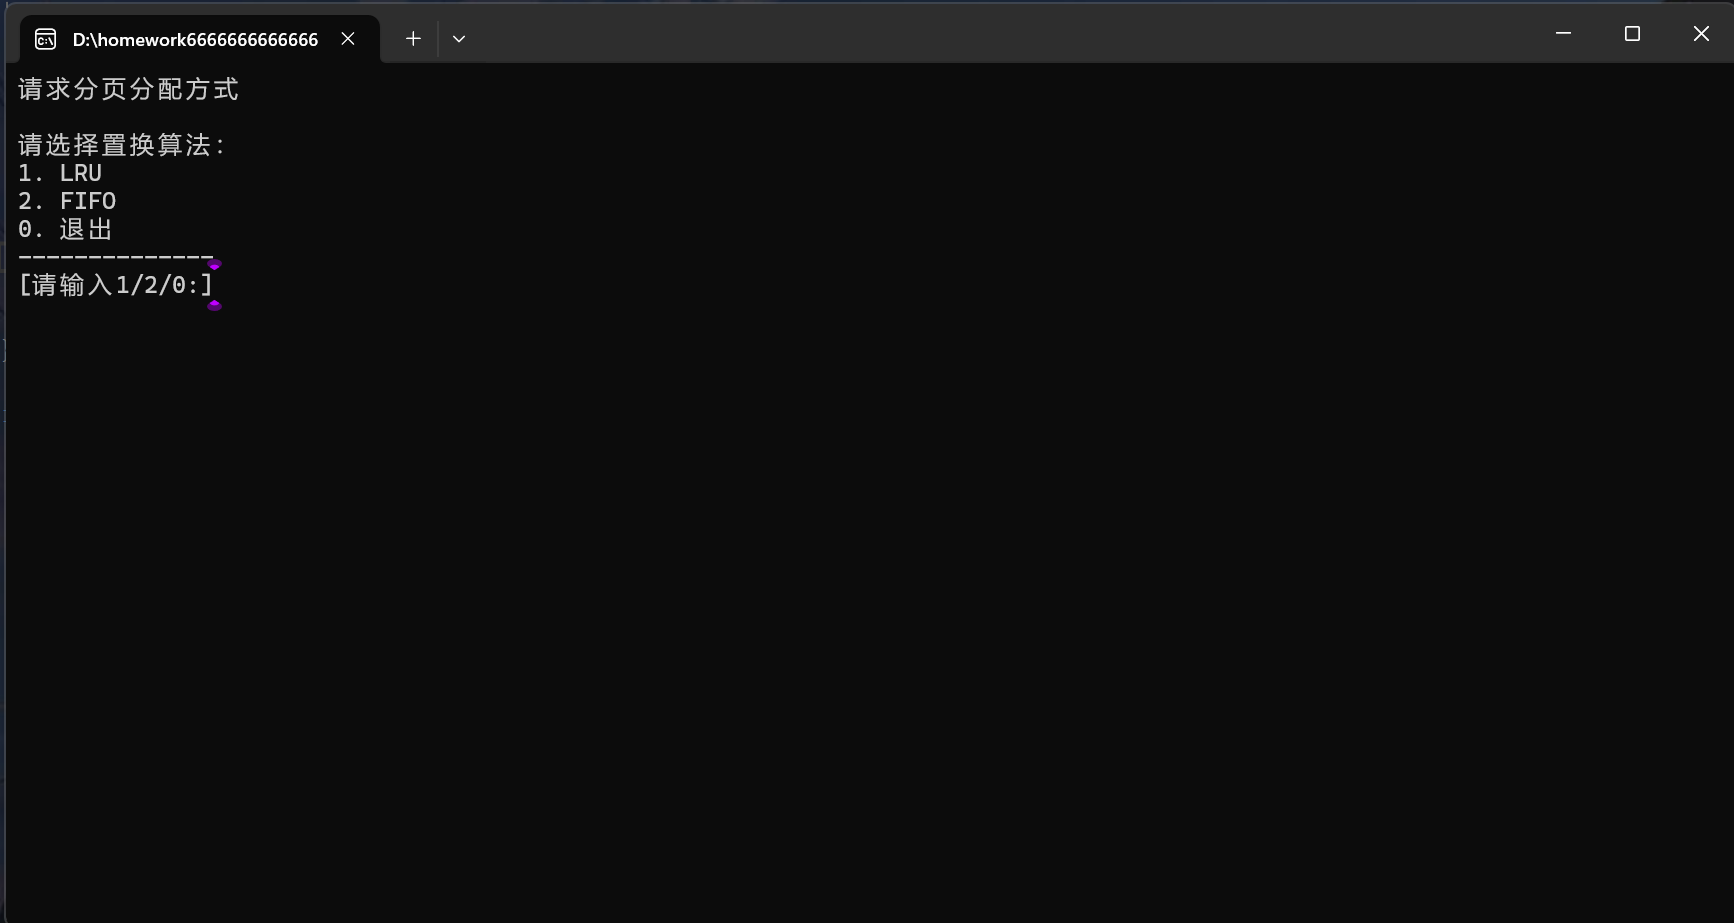 D:\homework6666666666666
请求分页分配方式
请选择置换算法:
1. LRU
2. FIFO
0. 退出
--------------
[请输入1/2/0:]